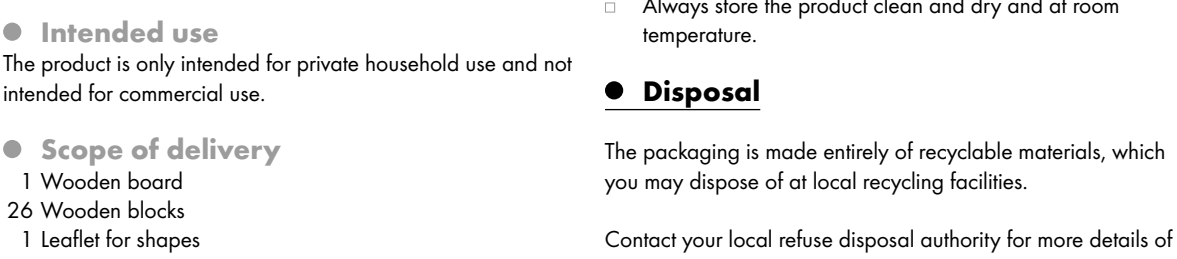 ● Intended use
The product is only intended for private household use and not
intended for commercial use.
● Scope of delivery
1 Wooden board
26 Wooden blocks
1 Leaflet for shapes
□ Always store the product clean and dry and at room
temperature.
● Disposal
The packaging is made entirely of recyclable materials, which
you may dispose of at local recycling facilities.
Contact your local refuse disposal authority for more details of